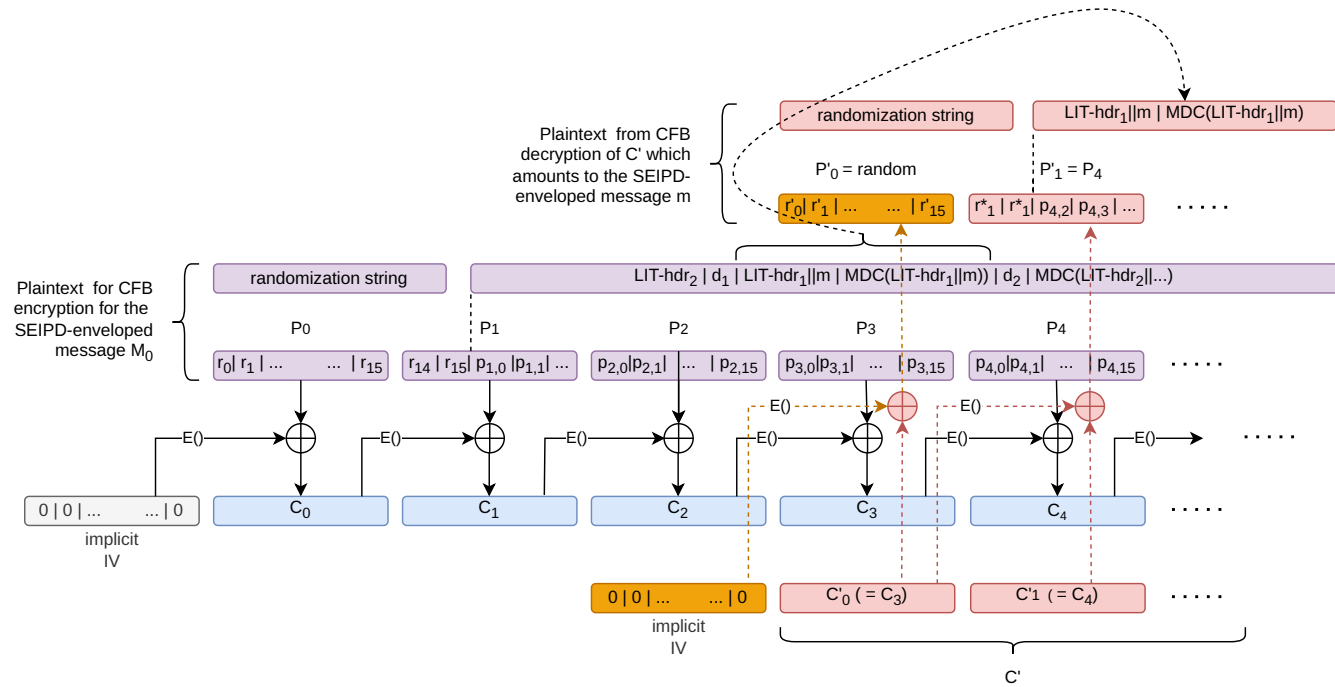 randomization string
LIT-hdr1||m | MDC(LIT-hdr1||m)
Plaintext from CFB
decryption of C' which
amounts to the SEIPD-
enveloped message m
P'0 = random
P'1 = P4
r'0| r'1 | ... ... | r'15
r*1 | r*1 | p4,2| p4,3 | ...
. . . . .
Plaintext for CFB
encryption for the
SEIPD-enveloped
message M0
randomization string
LIT-hdr2 | d1 | LIT-hdr1||m | MDC(LIT-hdr1||m)) | d2 | MDC(LIT-hdr2||...)
P0
P1
P2
P3
P4
r0| r1 | ... ... | r15
r14 | r15| p1,0 |p1,1| ...
p2,0|p2,1| ... | p2,15
p3,0|p3,1| ... | p3,15
p4,0|p4,1| ... | p4,15
. . . . .
E()
E()
E()
E()
E()
E()
E()
E()
. . . . .
0 | 0 | ... ... | 0
C0
C1
C2
C3
C4
. . . . .
implicit
IV
0 | 0 | ... ... | 0
C'0 ( = C3)
C'1 ( = C4)
. . . . .
implicit
IV
C'